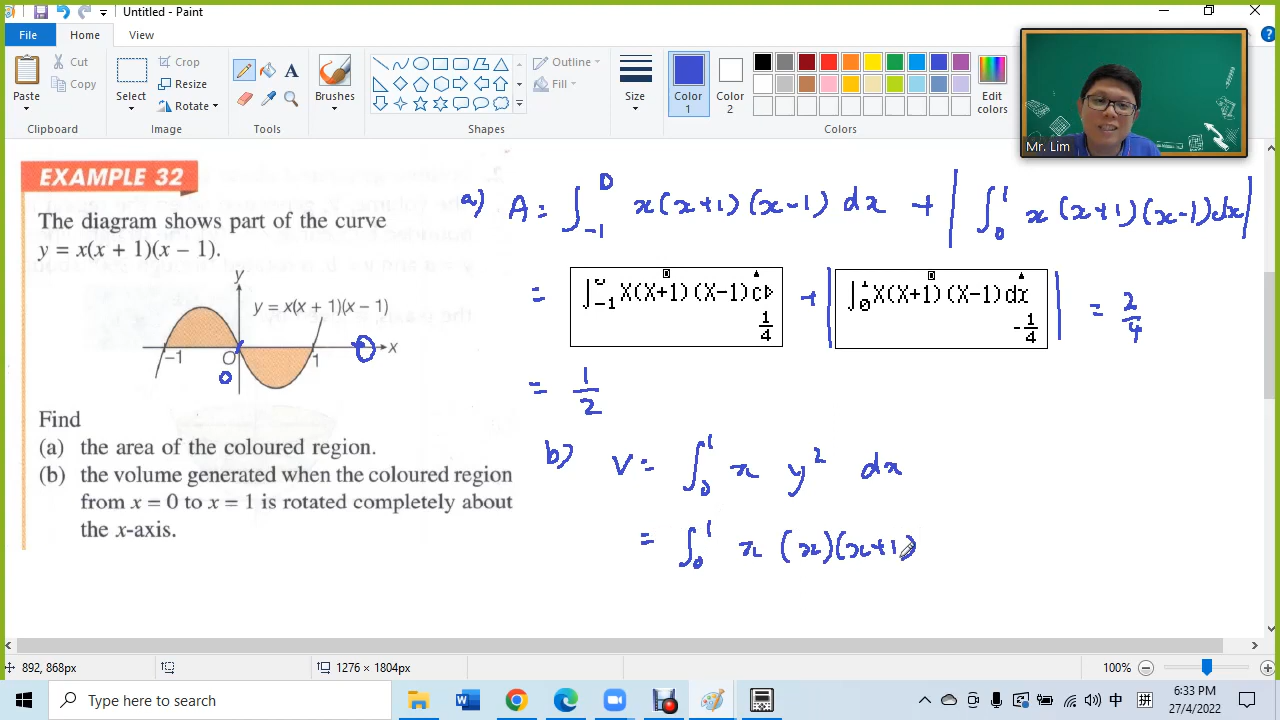 Untitled - Paint
File Home View
Paste Cut Copy Clipboard
Select Crop Resize Rotate Image
A Tools
Brushes
Outline Fill Shapes
Size
Color 1 Color 2 Edit colors Colors
Mr. Lim
EXAMPLE 32
The diagram shows part of the curve
y = x(x + 1)(x − 1).
y
y = x(x + 1)(x − 1)
−1 O 1 x
0
Find
(a) the area of the coloured region.
(b) the volume generated when the coloured region
from x = 0 to x = 1 is rotated completely about
the x-axis.
a) A = ∫₋₁⁰ x(x+1)(x−1) dx + |∫₀¹ x(x+1)(x−1)dx|
= ∫₋₁⁰ X(X+1)(X−1)d 1/4 + |∫₀¹X(X+1)(X−1)dx -1/4| = 2/4
= 1/2
b) V = ∫₀¹ x y² dx
= ∫₀¹ x (x)(x+1)
892, 868px 1276 × 1804px 100%
Type here to search
中 拼 6:33 PM
27/4/2022